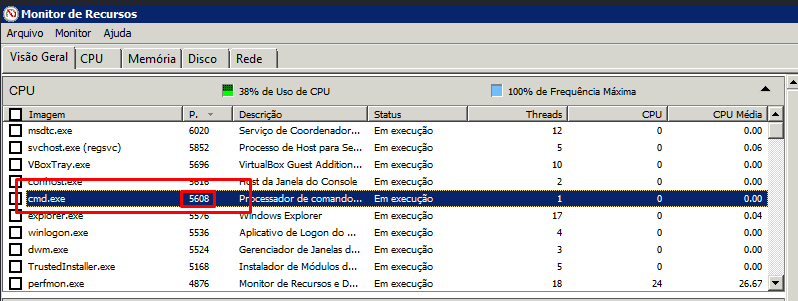 Monitor de Recursos
Arquivo Monitor Ajuda
Visão Geral CPU Memória Disco Rede
CPU 38% de Uso de CPU 100% de Frequência Máxima
Imagem P. Descrição Status Threads CPU CPU Média
msdtc.exe 6020 Serviço de Coordenador... Em execução 12 0 0.00
svchost.exe (regsvc) 5852 Processo de Host para Se... Em execução 5 0 0.06
VBoxTray.exe 5696 VirtualBox Guest Addition... Em execução 10 0 0.00
conhost.exe 5616 Host da Janela do Console Em execução 2 0 0.00
cmd.exe 5608 Processador de comando... Em execução 1 0 0.00
explorer.exe 5576 Windows Explorer Em execução 17 0 0.04
winlogon.exe 5536 Aplicativo de Logon do ... Em execução 4 0 0.00
dwm.exe 5524 Gerenciador de Janelas d... Em execução 3 0 0.00
TrustedInstaller.exe 5168 Instalador de Módulos d... Em execução 5 0 0.00
perfmon.exe 4876 Monitor de Recursos e D... Em execução 18 24 26.67